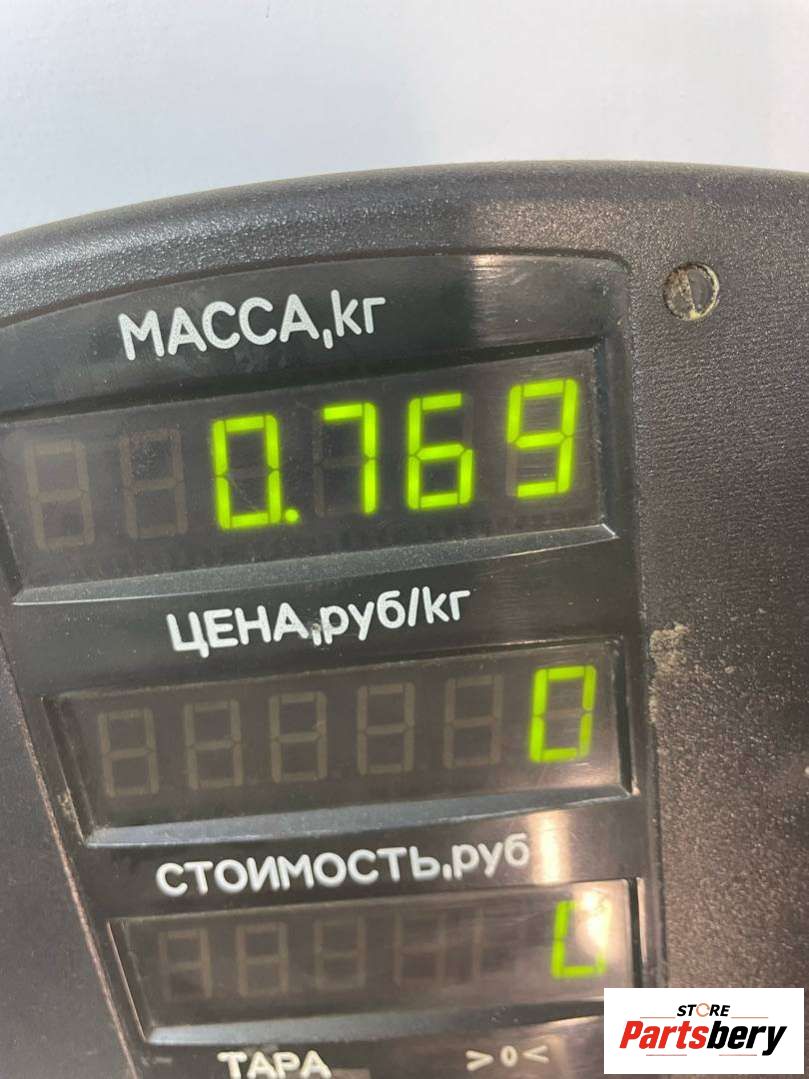 МАССА,кг
0.769
ЦЕНА,руб/кг
0
СТОИМОСТЬ,руб
0
ТАРА >0<
STORE
Partsbery